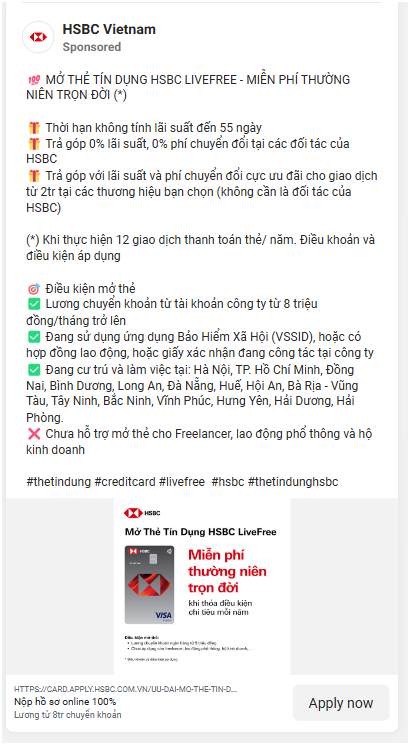 HSBC Vietnam
Sponsored
💯 MỞ THẺ TÍN DỤNG HSBC LIVEFREE - MIỄN PHÍ THƯỜNG
NIÊN TRỌN ĐỜI (*)
🎁 Thời hạn không tính lãi suất đến 55 ngày
🎁 Trả góp 0% lãi suất, 0% phí chuyển đổi tại các đối tác của
HSBC
🎁 Trả góp với lãi suất và phí chuyển đổi cực ưu đãi cho giao dịch
từ 2tr tại các thương hiệu bạn chọn (không cần là đối tác của
HSBC)
(*) Khi thực hiện 12 giao dịch thanh toán thẻ/ năm. Điều khoản và
điều kiện áp dụng
🎯 Điều kiện mở thẻ
✅ Lương chuyển khoản từ tài khoản công ty từ 8 triệu
đồng/tháng trở lên
✅ Đang sử dụng ứng dụng Bảo Hiểm Xã Hội (VSSID), hoặc có
hợp đồng lao động, hoặc giấy xác nhận đang công tác tại công ty
✅ Đang cư trú và làm việc tại: Hà Nội, TP. Hồ Chí Minh, Đồng
Nai, Bình Dương, Long An, Đà Nẵng, Huế, Hội An, Bà Rịa - Vũng
Tàu, Tây Ninh, Bắc Ninh, Vĩnh Phúc, Hưng Yên, Hải Dương, Hải
Phòng.
❌ Chưa hỗ trợ mở thẻ cho Freelancer, lao động phổ thông và hộ
kinh doanh
#thetindung #creditcard #livefree #hsbc #thetindunghsbc
HSBC
Mở Thẻ Tín Dụng HSBC LiveFree
HSBC
VISA
Miễn phí
thường niên
trọn đời
khi thỏa điều kiện
chi tiêu mỗi năm
Điều kiện mở thẻ:
HTTPS://CARD.APPLY.HSBC.COM.VN/UU-DAI-MO-THE-TIN-D...
Nộp hồ sơ online 100%
Lương từ 8tr chuyển khoản
Apply now